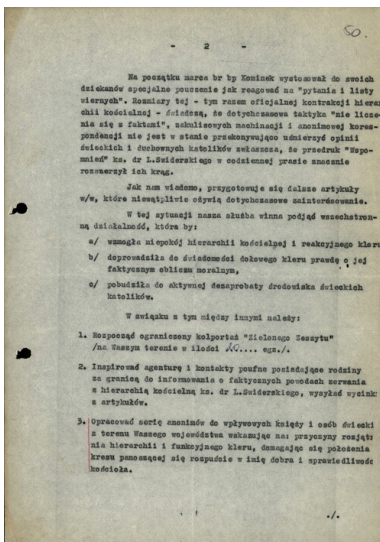 50.
- 2 -
Na początku marca br bp Kominek wystosował do swoich
dziekanów specjalne pouczenie jak reagować na "pytania i listy
wiernych". Rozmiary tej - tym razem oficjalnej kontrakcji hierar
chii kościelnej - świadczą, że dotychczasowa taktyka "nie licze
nia się z faktami", zakulisowych machinacji i anonimowej kores
pondencji nie jest w stanie przekonywająco uśmierzyć opinii
świeckich i duchownych katolików zwłaszcza, że przedruk "Wspo
mnień" ks. dr L.Swiderskiego w codziennej prasie znacznie
rozszerzył ich krąg.
Jak nam wiadomo, przygotowuje się dalsze artykuły
w/w, które niewątpliwie ożywią dotychczasowe zainteresowanie.
W tej sytuacji nasza służba winna podjąć wszechstron
ną działalność, która by:
a/ wzmogła niepokój hierarchii kościelnej i reakcyjnego kleru
b/ doprowadziła do świadomości dołowego kleru prawdę o jej
faktycznym obliczu moralnym,
c/ pobudziła do aktywnej dezaprobaty środowiska świeckich
katolików.
W związku z tym między innymi należy:
1. Rozpocząć ograniczony kolportaż "Zielonego Zeszytu"
/na Waszym terenie w ilości .... egz./.
2. Inspirować agenturę i kontakty poufne posiadające rodziny
za granicą do informowania o faktycznych powodach zerwania
z hierarchią kościelną ks. dr L.Swiderskiego, wysyłać wycink
z artykułów.
3. Opracować serię anonimów do wpływowych księży i osób świecki
z terenu Waszego województwa wskazując na: przyczyny rozjąt
nia hierarchii i funkcyjnego kleru, domagając się położenia
kresu panoszącej się rozpuście w imię dobra i sprawiedliwośc
kościoła.
./.